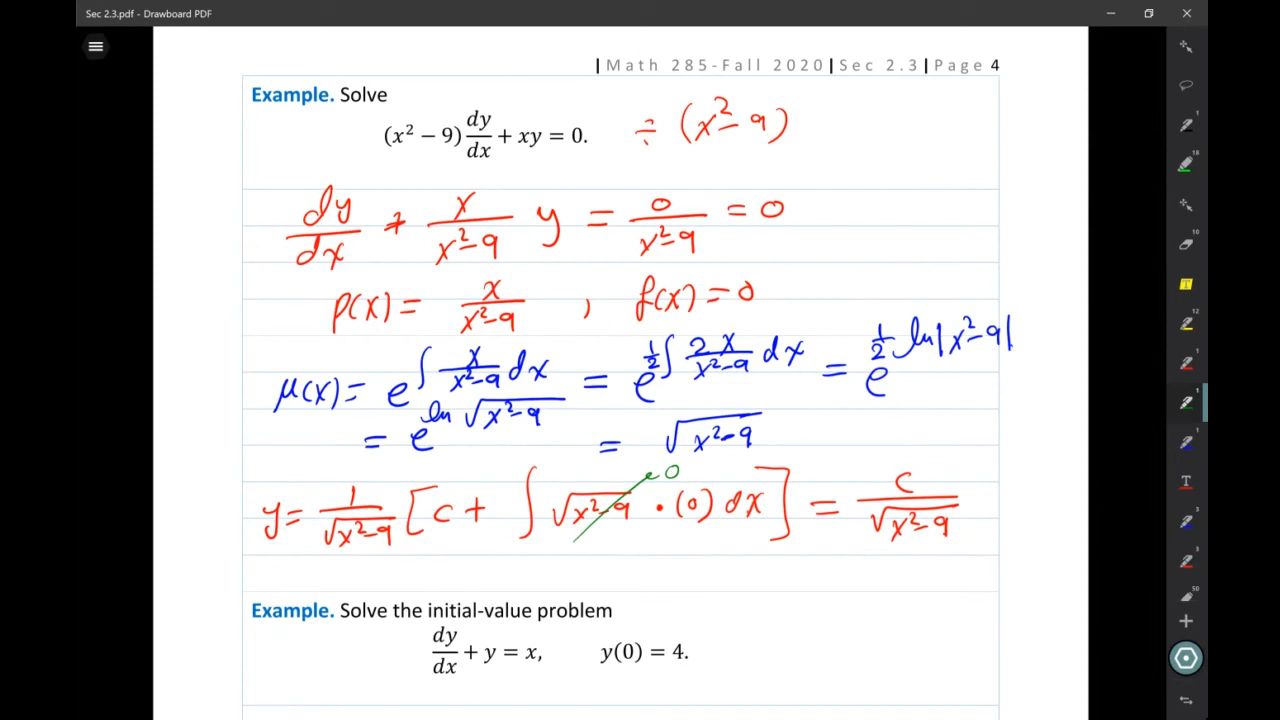 Sec 2.3.pdf - Drawboard PDF
|Math 285-Fall 2020|Sec 2.3|Page 4
Example. Solve
(x² − 9) dy/dx + xy = 0. ÷ (x²−9)
dy/dx + x/(x²−9) y = 0/(x²−9) = 0
p(x) = x/(x²−9) , f(x) = 0
μ(x) = e^(∫ x/(x²−9) dx) = e^(½ ∫ 2x/(x²−9) dx) = e^(½ ln|x²−9|)
= e^(ln √(x²−9)) = √(x²−9)
y = 1/√(x²−9) [c + ∫ √(x²−9) · (0) dx] = c/√(x²−9)
0
Example. Solve the initial-value problem
dy/dx + y = x, y(0) = 4.